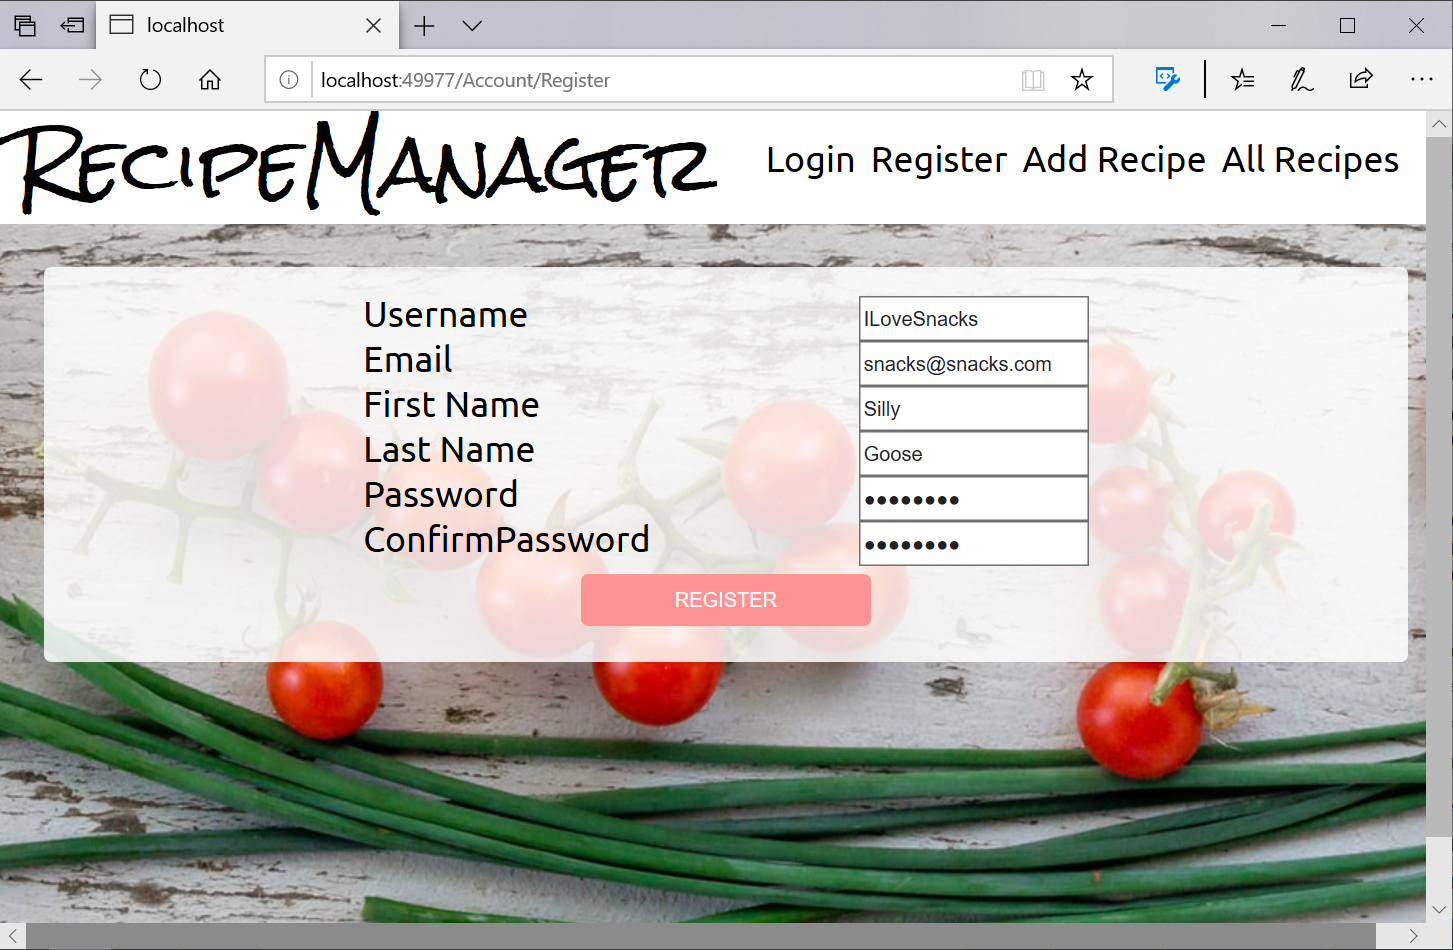 localhost
localhost:49977/Account/Register
RECIPEMANAGER
Login Register Add Recipe All Recipes
Username ILoveSnacks
Email snacks@snacks.com
First Name Silly
Last Name Goose
Password ••••••••
ConfirmPassword ••••••••
REGISTER